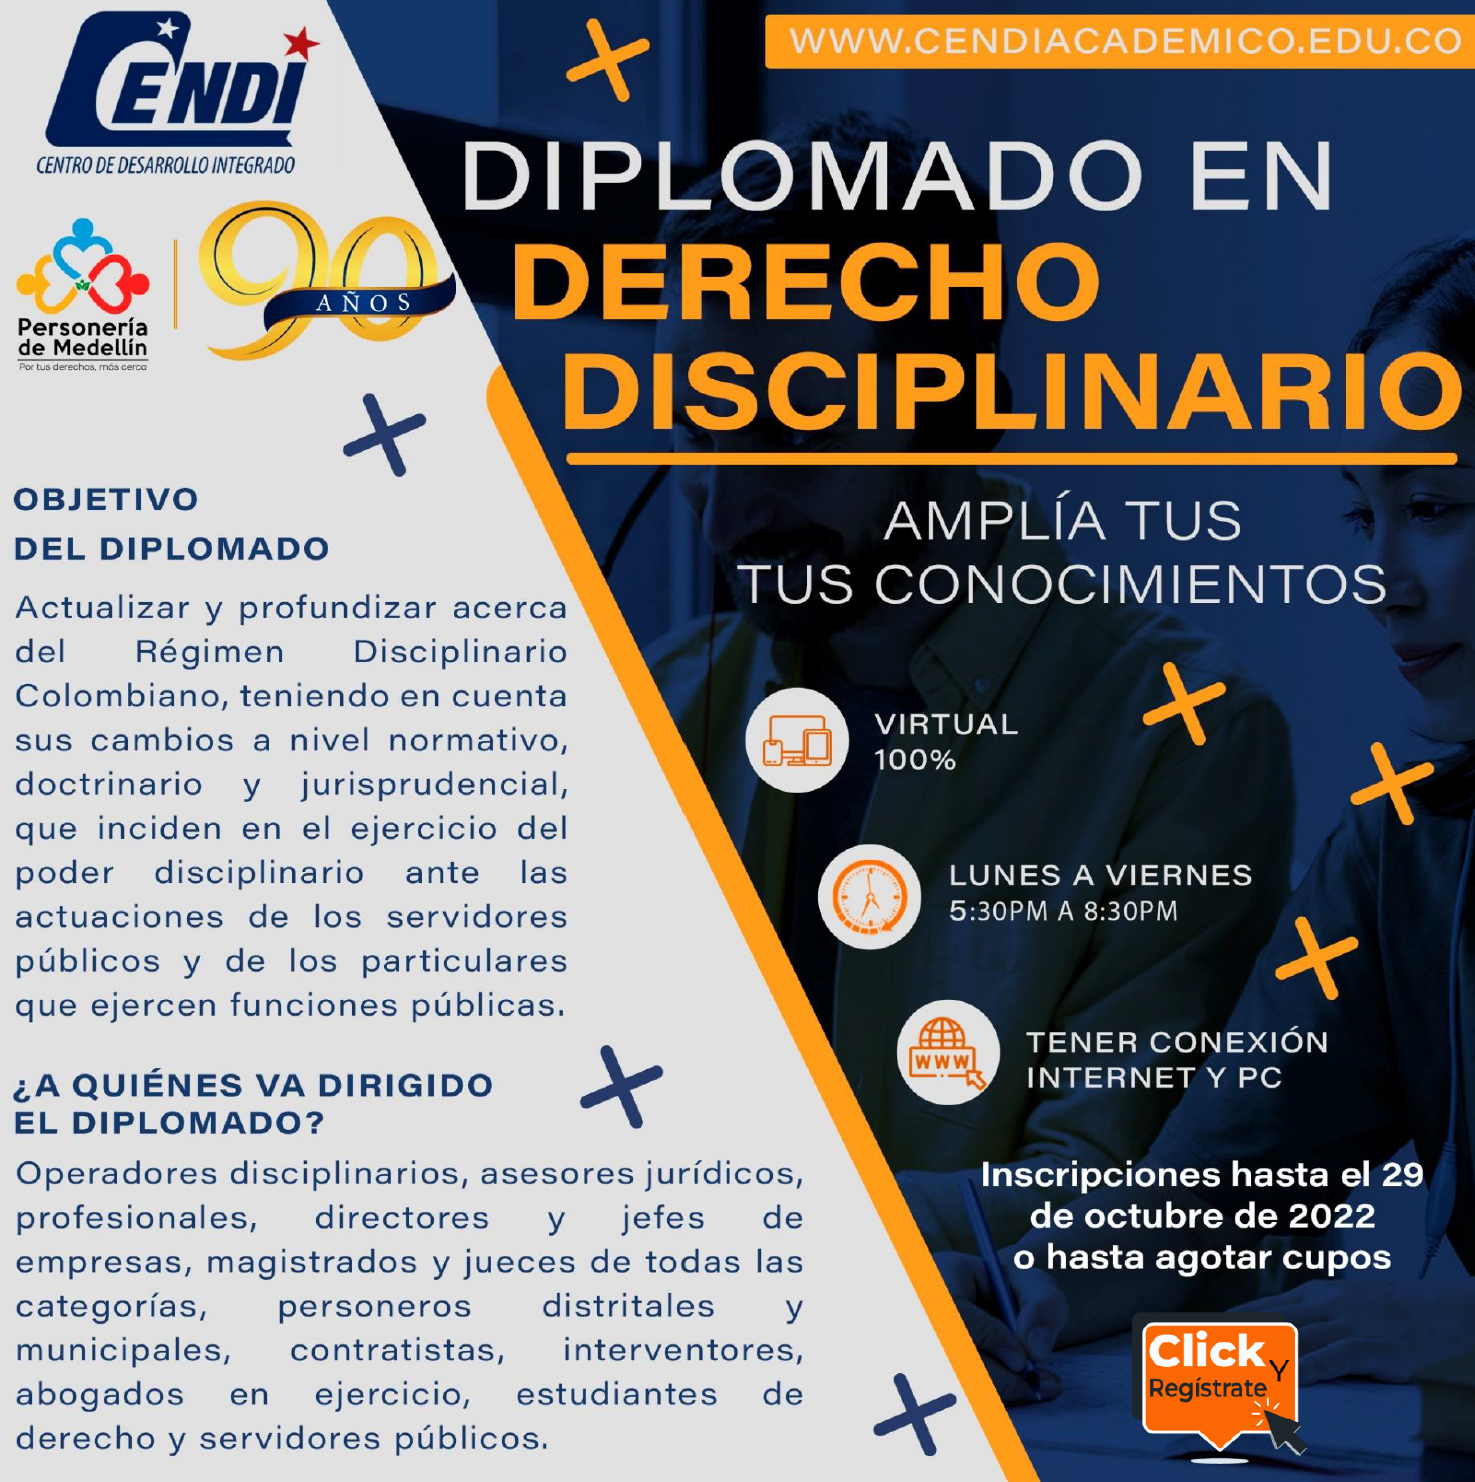 CENDI
CENTRO DE DESARROLLO INTEGRADO
Personería
de Medellín
Por tus derechos, más cerca
90
AÑOS
WWW.CENDIACADEMICO.EDU.CO
DIPLOMADO EN
DERECHO
DISCIPLINARIO
AMPLÍA TUS
TUS CONOCIMIENTOS
OBJETIVO
DEL DIPLOMADO
Actualizar y profundizar acerca
del Régimen Disciplinario
Colombiano, teniendo en cuenta
sus cambios a nivel normativo,
doctrinario y jurisprudencial,
que inciden en el ejercicio del
poder disciplinario ante las
actuaciones de los servidores
públicos y de los particulares
que ejercen funciones públicas.
¿A QUIÉNES VA DIRIGIDO
EL DIPLOMADO?
Operadores disciplinarios, asesores jurídicos,
profesionales, directores y jefes de
empresas, magistrados y jueces de todas las
categorías, personeros distritales y
municipales, contratistas, interventores,
abogados en ejercicio, estudiantes de
derecho y servidores públicos.
VIRTUAL
100%
LUNES A VIERNES
5:30PM A 8:30PM
WWW
TENER CONEXIÓN
INTERNET Y PC
Inscripciones hasta el 29
de octubre de 2022
o hasta agotar cupos
Click Y
Regístrate